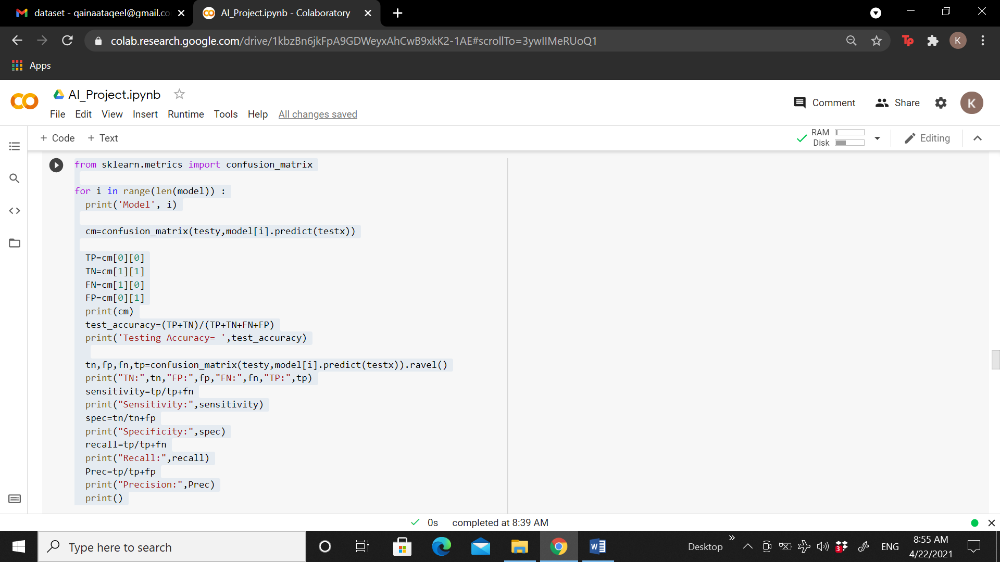 dataset - qainaataqeel@gmail.co
AI_Project.ipynb - Colaboratory
colab.research.google.com/drive/1kbzBn6jkFpA9GDWeyxAhCwB9xkK2-1AE#scrollTo=3ywIIMeRUoQ1
Tp
K
Apps
AI_Project.ipynb
File Edit View Insert Runtime Tools Help All changes saved
Comment Share K
+ Code + Text
RAM
Disk
Editing
from sklearn.metrics import confusion_matrix
for i in range(len(model)) :
print('Model', i)
cm=confusion_matrix(testy,model[i].predict(testx))
TP=cm[0][0]
TN=cm[1][1]
FN=cm[1][0]
FP=cm[0][1]
print(cm)
test_accuracy=(TP+TN)/(TP+TN+FN+FP)
print('Testing Accuracy= ',test_accuracy)
tn,fp,fn,tp=confusion_matrix(testy,model[i].predict(testx)).ravel()
print("TN:",tn,"FP:",fp,"FN:",fn,"TP:",tp)
sensitivity=tp/tp+fn
print("Sensitivity:",sensitivity)
spec=tn/tn+fp
print("Specificity:",spec)
recall=tp/tp+fn
print("Recall:",recall)
Prec=tp/tp+fp
print("Precision:",Prec)
print()
0s completed at 8:39 AM
Type here to search
W
Desktop
3
ENG
8:55 AM
4/22/2021